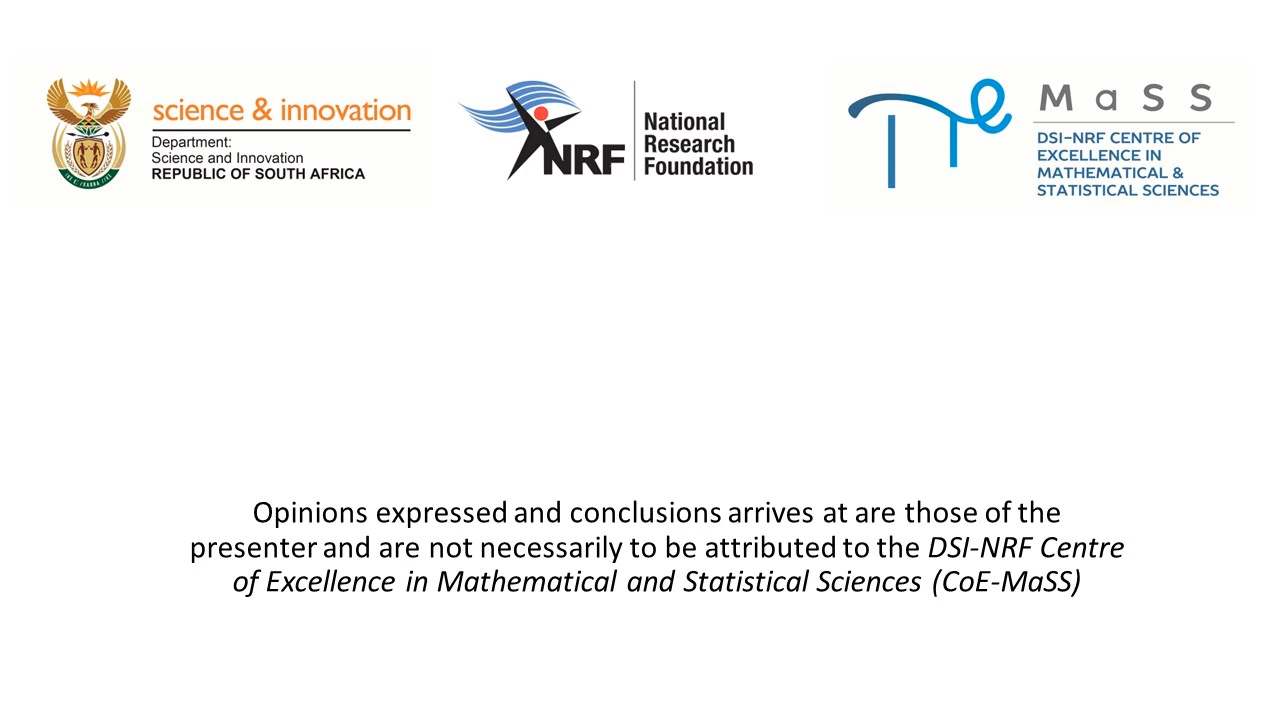 science & innovation
Department:
Science and Innovation
REPUBLIC OF SOUTH AFRICA
NRF
National
Research
Foundation
MaSS
DSI-NRF CENTRE OF
EXCELLENCE IN
MATHEMATICAL &
STATISTICAL SCIENCES
Opinions expressed and conclusions arrives at are those of the
presenter and are not necessarily to be attributed to the DSI-NRF Centre
of Excellence in Mathematical and Statistical Sciences (CoE-MaSS)